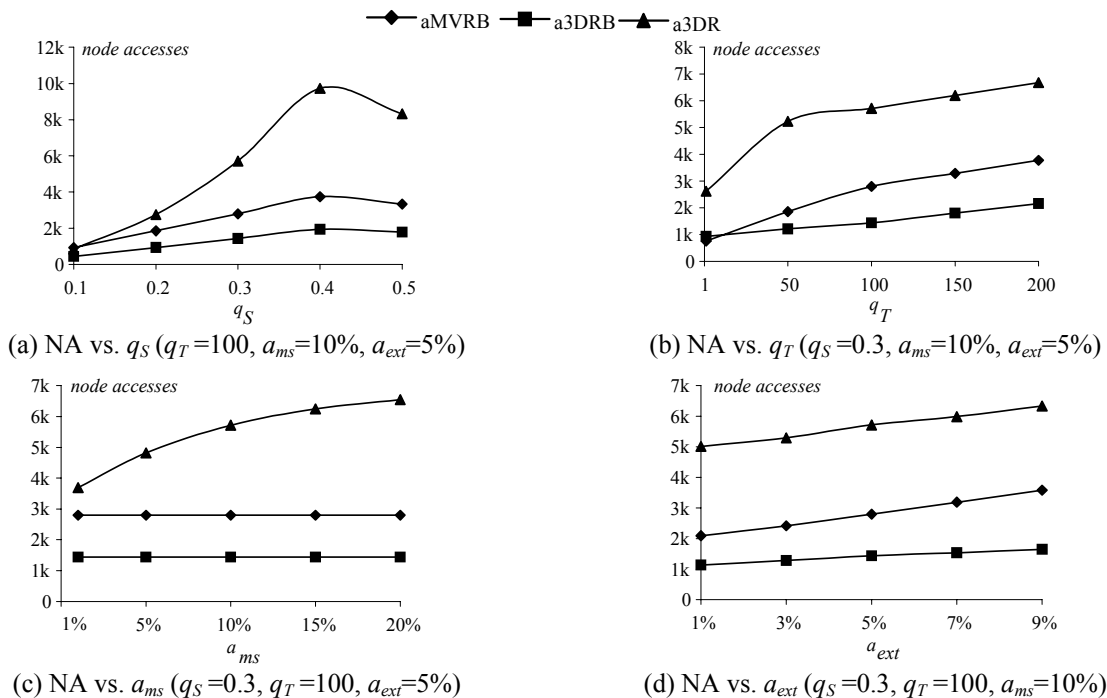 aMVRB a3DRB a3DR
node accesses
12k
10k
8k
6k
4k
2k
0
0.1 0.2 0.3 0.4 0.5
q_S
(a) NA vs. q_S (q_T =100, a_ms=10%, a_ext=5%)
node accesses
8k
7k
6k
5k
4k
3k
2k
1k
0
1 50 100 150 200
q_T
(b) NA vs. q_T (q_S =0.3, a_ms=10%, a_ext=5%)
node accesses
7k
6k
5k
4k
3k
2k
1k
0
1% 5% 10% 15% 20%
a_ms
(c) NA vs. a_ms (q_S =0.3, q_T =100, a_ext=5%)
node accesses
7k
6k
5k
4k
3k
2k
1k
0
1% 3% 5% 7% 9%
a_ext
(d) NA vs. a_ext (q_S =0.3, q_T =100, a_ms=10%)